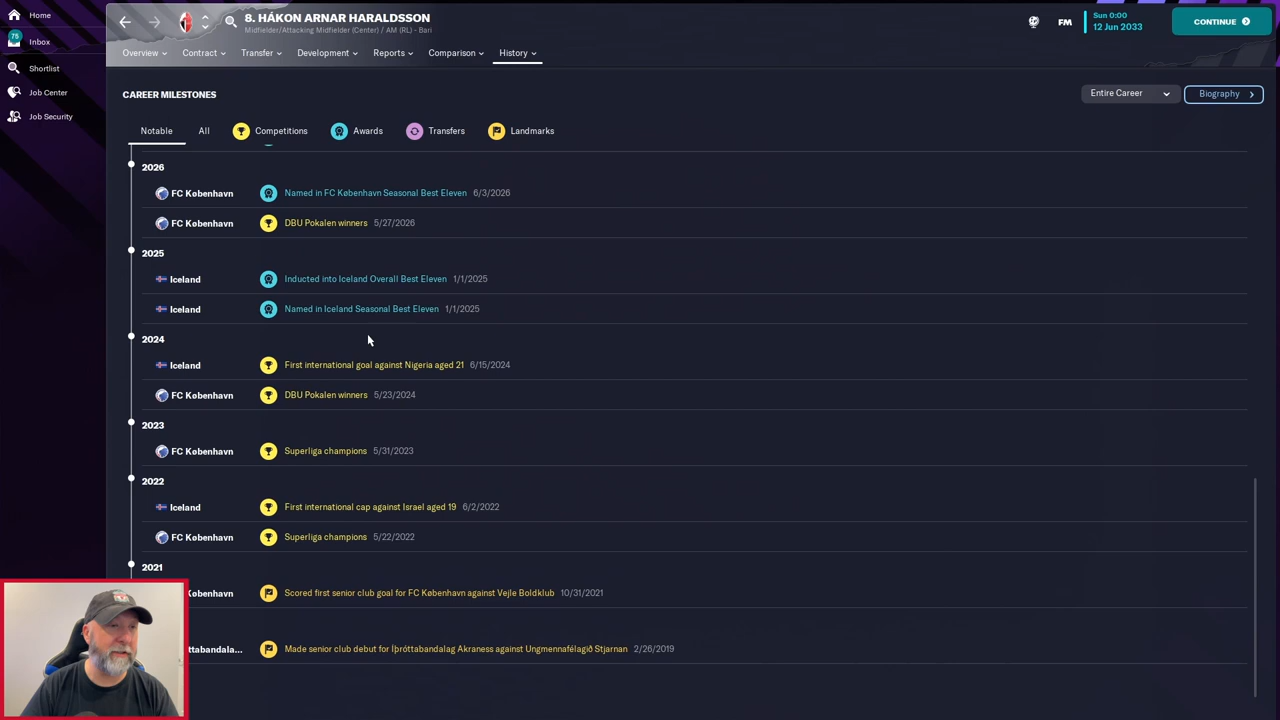 Home
75
Inbox
Shortlist
Job Center
Job Security
8. HÁKON ARNAR HARALDSSON
Midfielder/Attacking Midfielder (Center) / AM (RL) - Bari
FM
Sun 0:00
12 Jun 2033
CONTINUE
Overview
Contract
Transfer
Development
Reports
Comparison
History
CAREER MILESTONES
Entire Career
Biography
Notable
All
Competitions
Awards
Transfers
Landmarks
2026
FC København Named in FC København Seasonal Best Eleven 6/3/2026
FC København DBU Pokalen winners 5/27/2026
2025
Iceland Inducted into Iceland Overall Best Eleven 1/1/2025
Iceland Named in Iceland Seasonal Best Eleven 1/1/2025
2024
Iceland First international goal against Nigeria aged 21 6/15/2024
FC København DBU Pokalen winners 5/23/2024
2023
FC København Superliga champions 5/31/2023
2022
Iceland First international cap against Israel aged 19 6/2/2022
FC København Superliga champions 5/22/2022
2021
København Scored first senior club goal for FC København against Vejle Boldklub 10/31/2021
ttabandala... Made senior club debut for Íþróttabandalag Akraness against Ungmennafélagið Stjarnan 2/26/2019